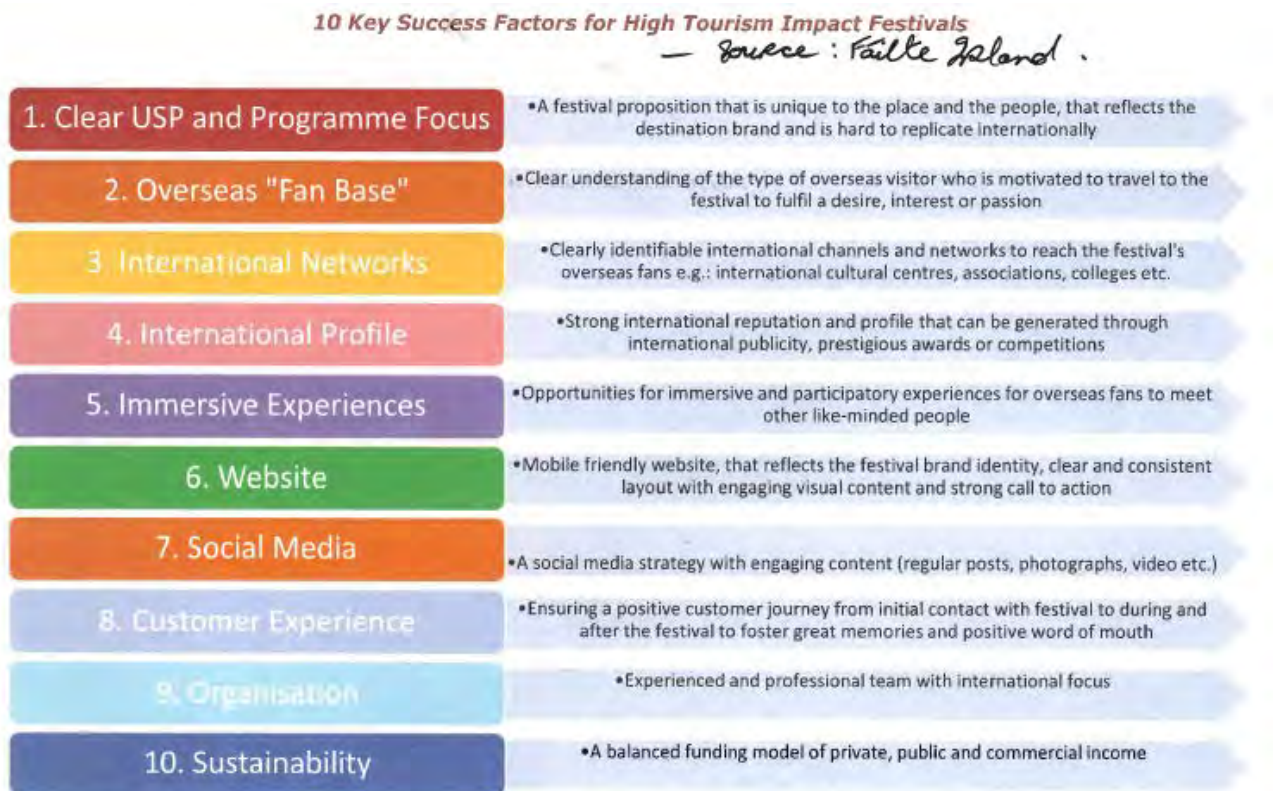 10 Key Success Factors for High Tourism Impact Festivals
— source : Failte Ireland .
1. Clear USP and Programme Focus
•A festival proposition that is unique to the place and the people, that reflects the
destination brand and is hard to replicate internationally
2. Overseas "Fan Base"
•Clear understanding of the type of overseas visitor who is motivated to travel to the
festival to fulfil a desire, interest or passion
3 International Networks
•Clearly identifiable international channels and networks to reach the festival's
overseas fans e.g.: international cultural centres, associations, colleges etc.
4. International Profile
•Strong international reputation and profile that can be generated through
international publicity, prestigious awards or competitions
5. Immersive Experiences
•Opportunities for immersive and participatory experiences for overseas fans to meet
other like-minded people
6. Website
•Mobile friendly website, that reflects the festival brand identity, clear and consistent
layout with engaging visual content and strong call to action
7. Social Media
•A social media strategy with engaging content (regular posts, photographs, video etc.)
8. Customer Experience
•Ensuring a positive customer journey from initial contact with festival to during and
after the festival to foster great memories and positive word of mouth
9. Organisation
•Experienced and professional team with international focus
10. Sustainability
•A balanced funding model of private, public and commercial income